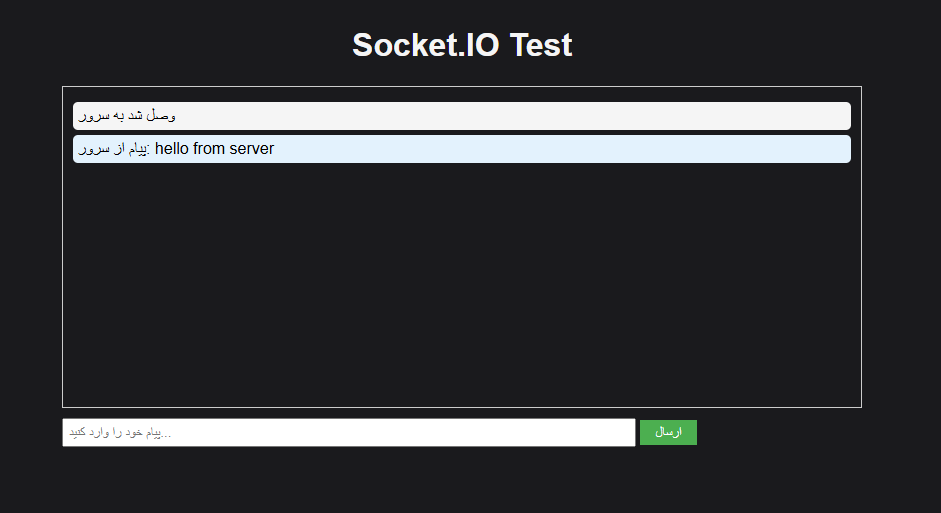 Socket.IO Test
وصل شد به سرور
پیام از سرور: hello from server
پیام خود را وارد کنید...
ارسال